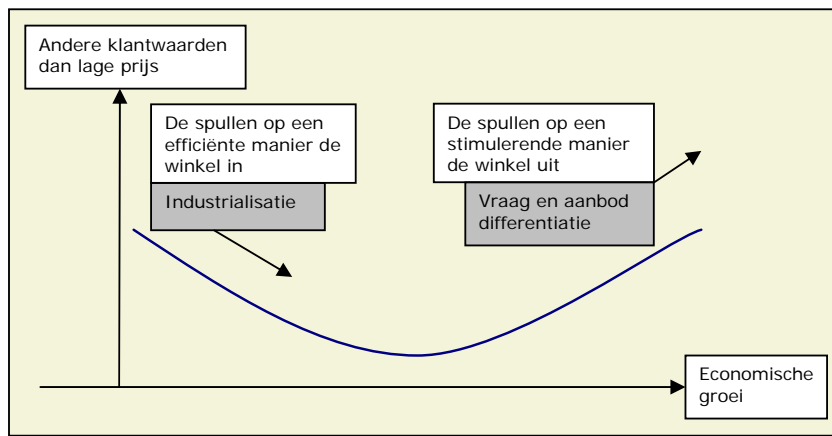 Andere klantwaarden
dan lage prijs
De spullen op een
efficiënte manier de
winkel in
Industrialisatie
De spullen op een
stimulerende manier
de winkel uit
Vraag en aanbod
differentiatie
Economische
groei